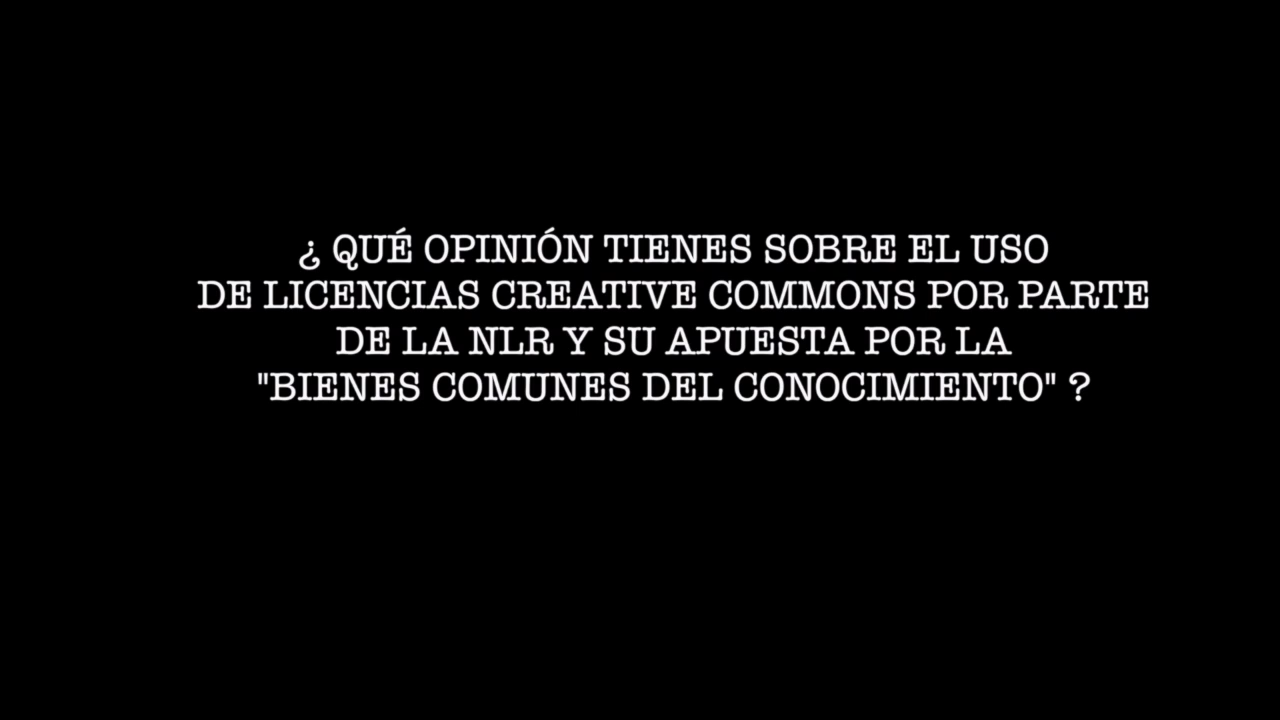 ¿ QUÉ OPINIÓN TIENES SOBRE EL USO
DE LICENCIAS CREATIVE COMMONS POR PARTE
DE LA NLR Y SU APUESTA POR LA
"BIENES COMUNES DEL CONOCIMIENTO" ?